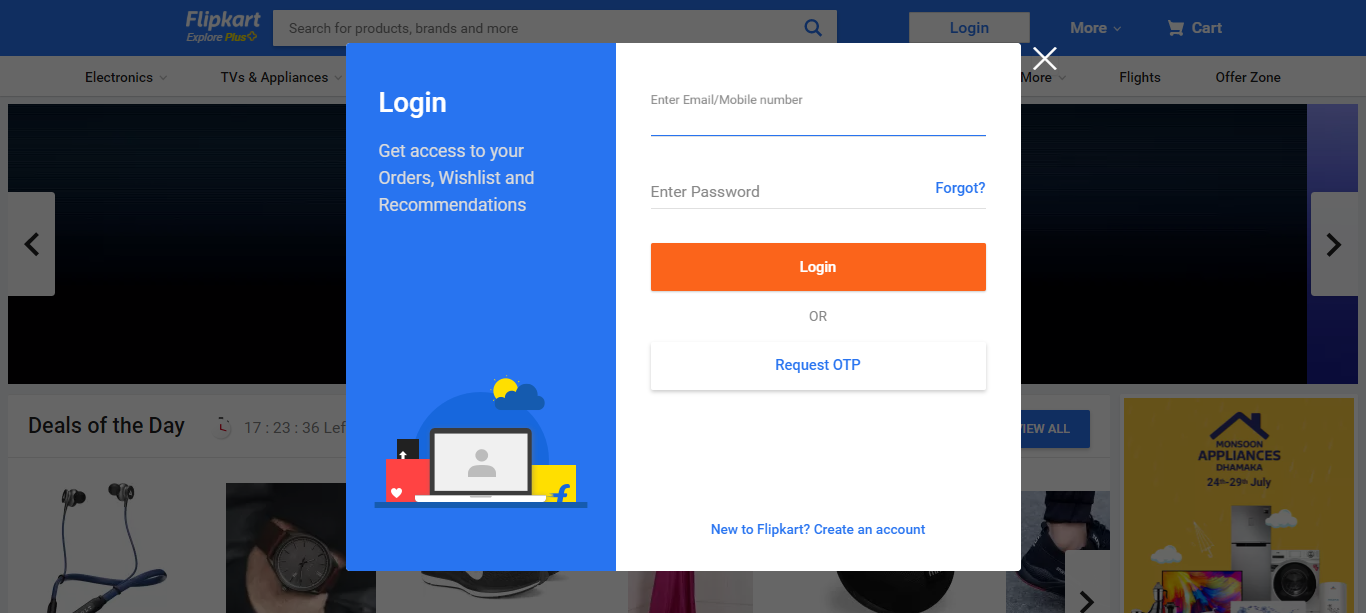 Flipkart
Explore Plus
Search for products, brands and more
Login
More
Cart
Electronics
TVs & Appliances
More
Flights
Offer Zone
Login
Get access to your
Orders, Wishlist and
Recommendations
Enter Email/Mobile number
Enter Password
Forgot?
Login
OR
Request OTP
New to Flipkart? Create an account
Deals of the Day
17 : 23 : 36 Lef
VIEW ALL
MONSOON
APPLIANCES
DHAMAKA
24th-29th July